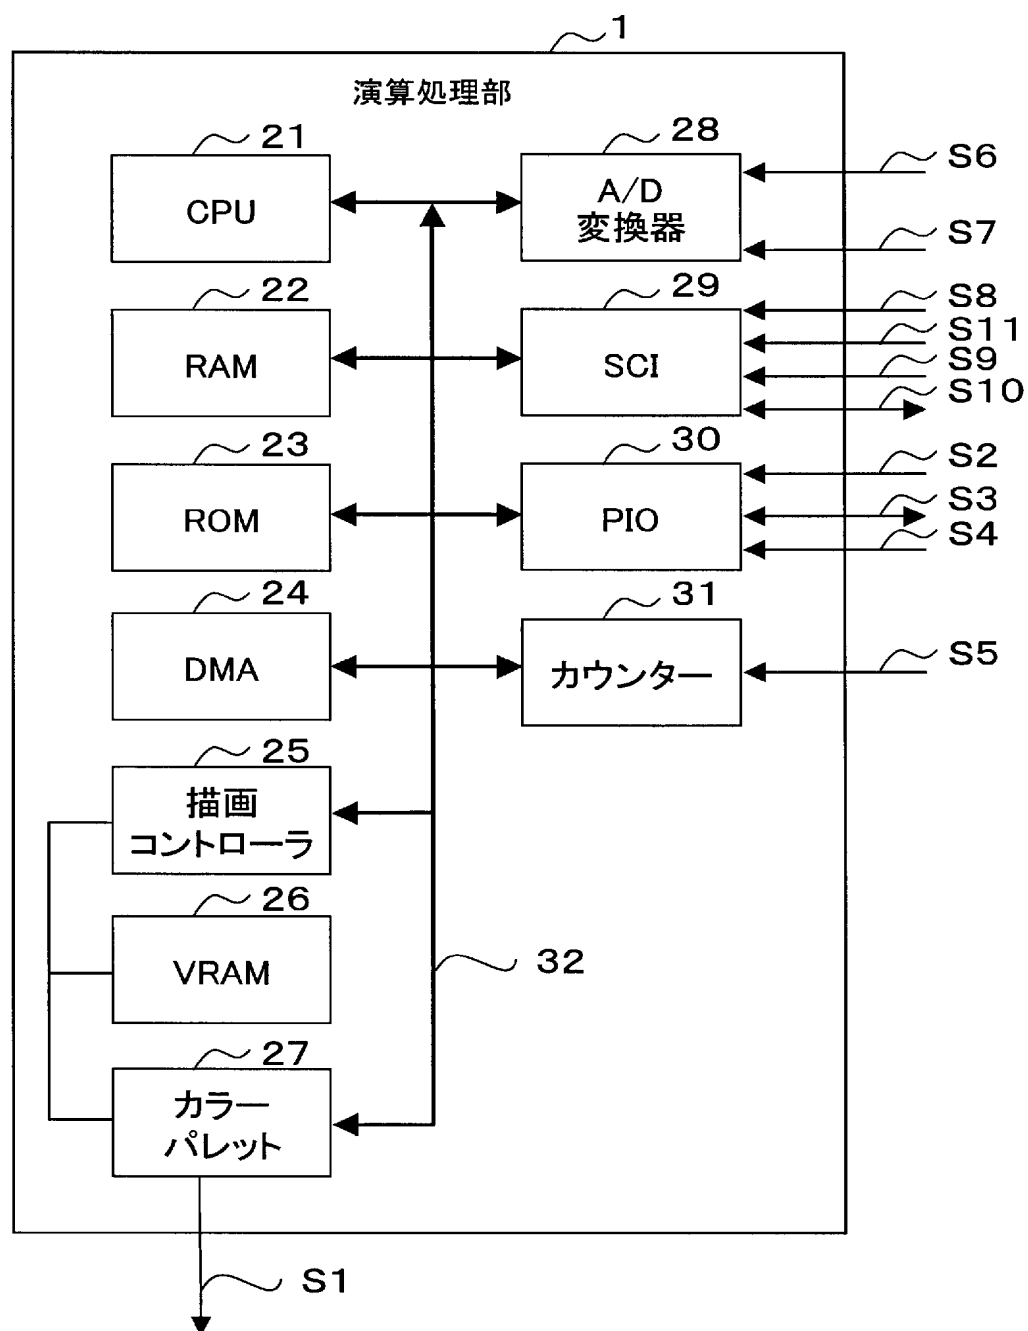 1
演算処理部
21
CPU
28
A/D
変換器
S6
S7
22
RAM
29
SCI
S8
S11
S9
S10
23
ROM
30
PIO
S2
S3
S4
24
DMA
31
カウンター
S5
25
描画
コントローラ
26
VRAM
32
27
カラー
パレット
S1